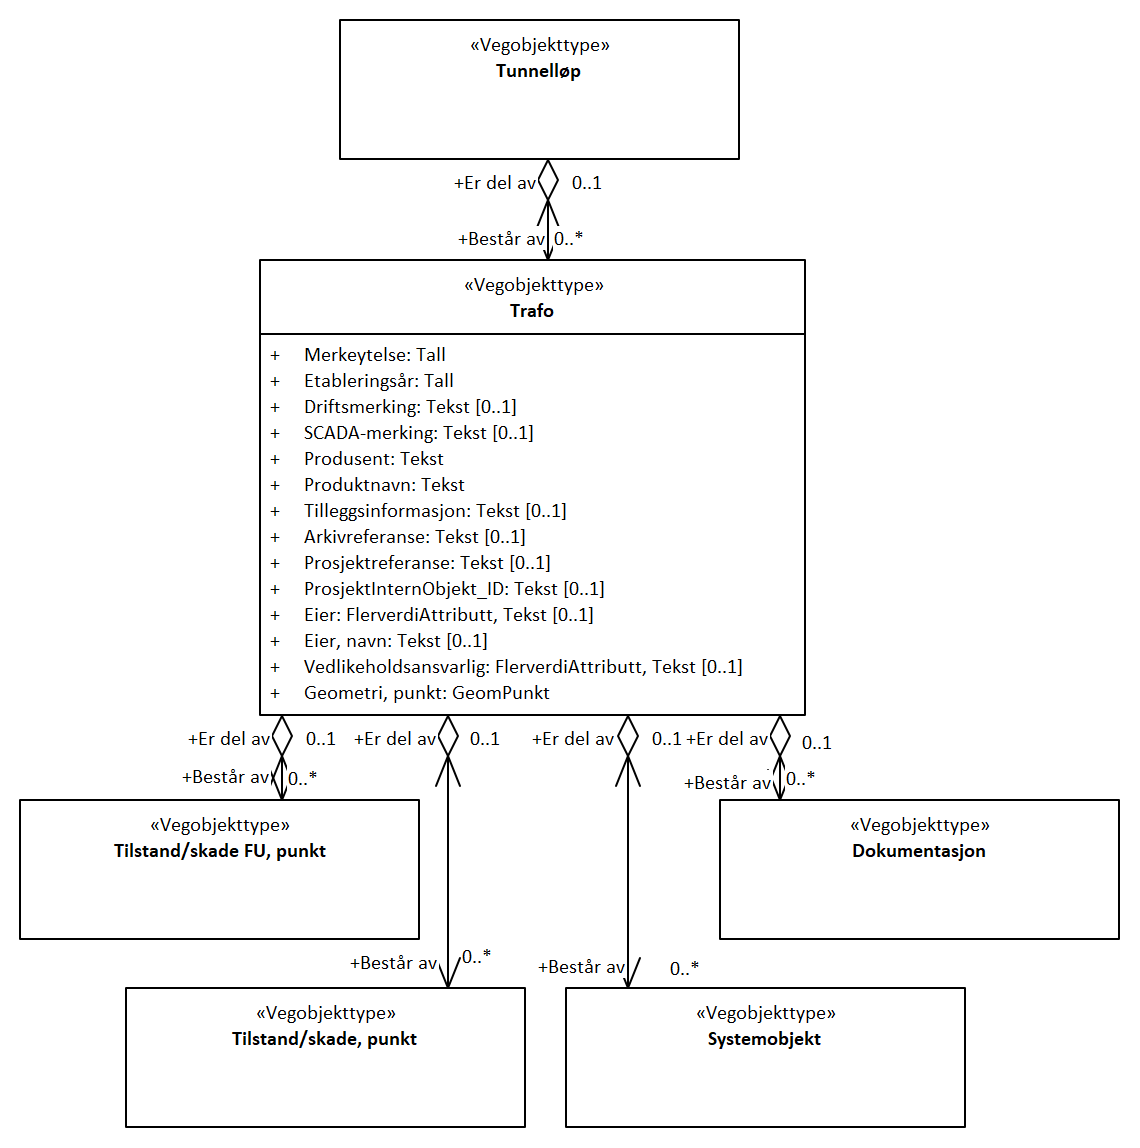 «Vegobjekttype»
Tunnelløp
+Er del av 0..1
+Består av 0..*
«Vegobjekttype»
Trafo
+ Merkeytelse: Tall
+ Etableringsår: Tall
+ Driftsmerking: Tekst [0..1]
+ SCADA-merking: Tekst [0..1]
+ Produsent: Tekst
+ Produktnavn: Tekst
+ Tilleggsinformasjon: Tekst [0..1]
+ Arkivreferanse: Tekst [0..1]
+ Prosjektreferanse: Tekst [0..1]
+ ProsjektInternObjekt_ID: Tekst [0..1]
+ Eier: FlerverdiAttributt, Tekst [0..1]
+ Eier, navn: Tekst [0..1]
+ Vedlikeholdsansvarlig: FlerverdiAttributt, Tekst [0..1]
+ Geometri, punkt: GeomPunkt
+Er del av 0..1 +Er del av 0..1 +Er del av 0..1 +Er del av 0..1
+Består av 0..* +Består av 0..*
«Vegobjekttype»
Tilstand/skade FU, punkt
«Vegobjekttype»
Dokumentasjon
+Består av 0..* +Består av 0..*
«Vegobjekttype»
Tilstand/skade, punkt
«Vegobjekttype»
Systemobjekt